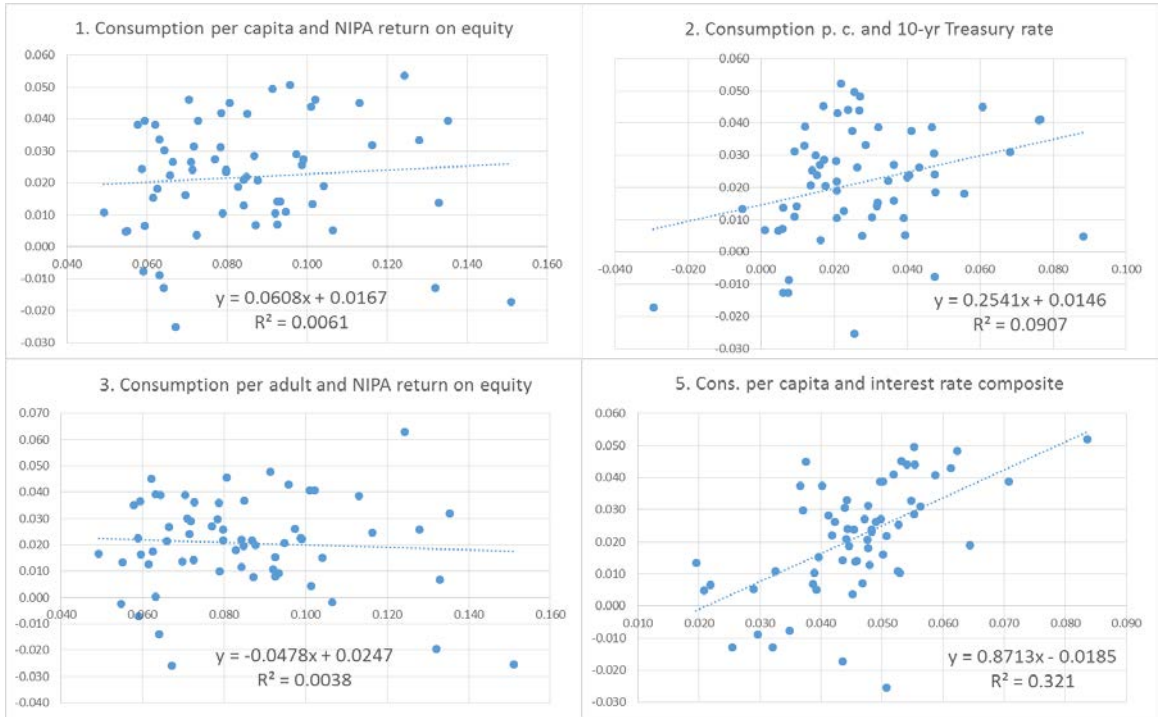 1. Consumption per capita and NIPA return on equity
0.060
0.050
0.040
0.030
0.020
0.010
0.000
0.040 0.060 0.080 0.100 0.120 0.140 0.160
-0.010
-0.020
-0.030
y = 0.0608x + 0.0167
R² = 0.0061
2. Consumption p. c. and 10-yr Treasury rate
0.060
0.050
0.040
0.030
0.020
0.010
0.000
-0.040 -0.020 0.000 0.020 0.040 0.060 0.080 0.100
-0.010
-0.020
-0.030
y = 0.2541x + 0.0146
R² = 0.0907
3. Consumption per adult and NIPA return on equity
0.070
0.060
0.050
0.040
0.030
0.020
0.010
0.000
0.040 0.060 0.080 0.100 0.120 0.140 0.160
-0.010
-0.020
-0.030
-0.040
y = -0.0478x + 0.0247
R² = 0.0038
5. Cons. per capita and interest rate composite
0.060
0.050
0.040
0.030
0.020
0.010
0.000
0.010 0.020 0.030 0.040 0.050 0.060 0.070 0.080 0.090
-0.010
-0.020
-0.030
y = 0.8713x - 0.0185
R² = 0.321